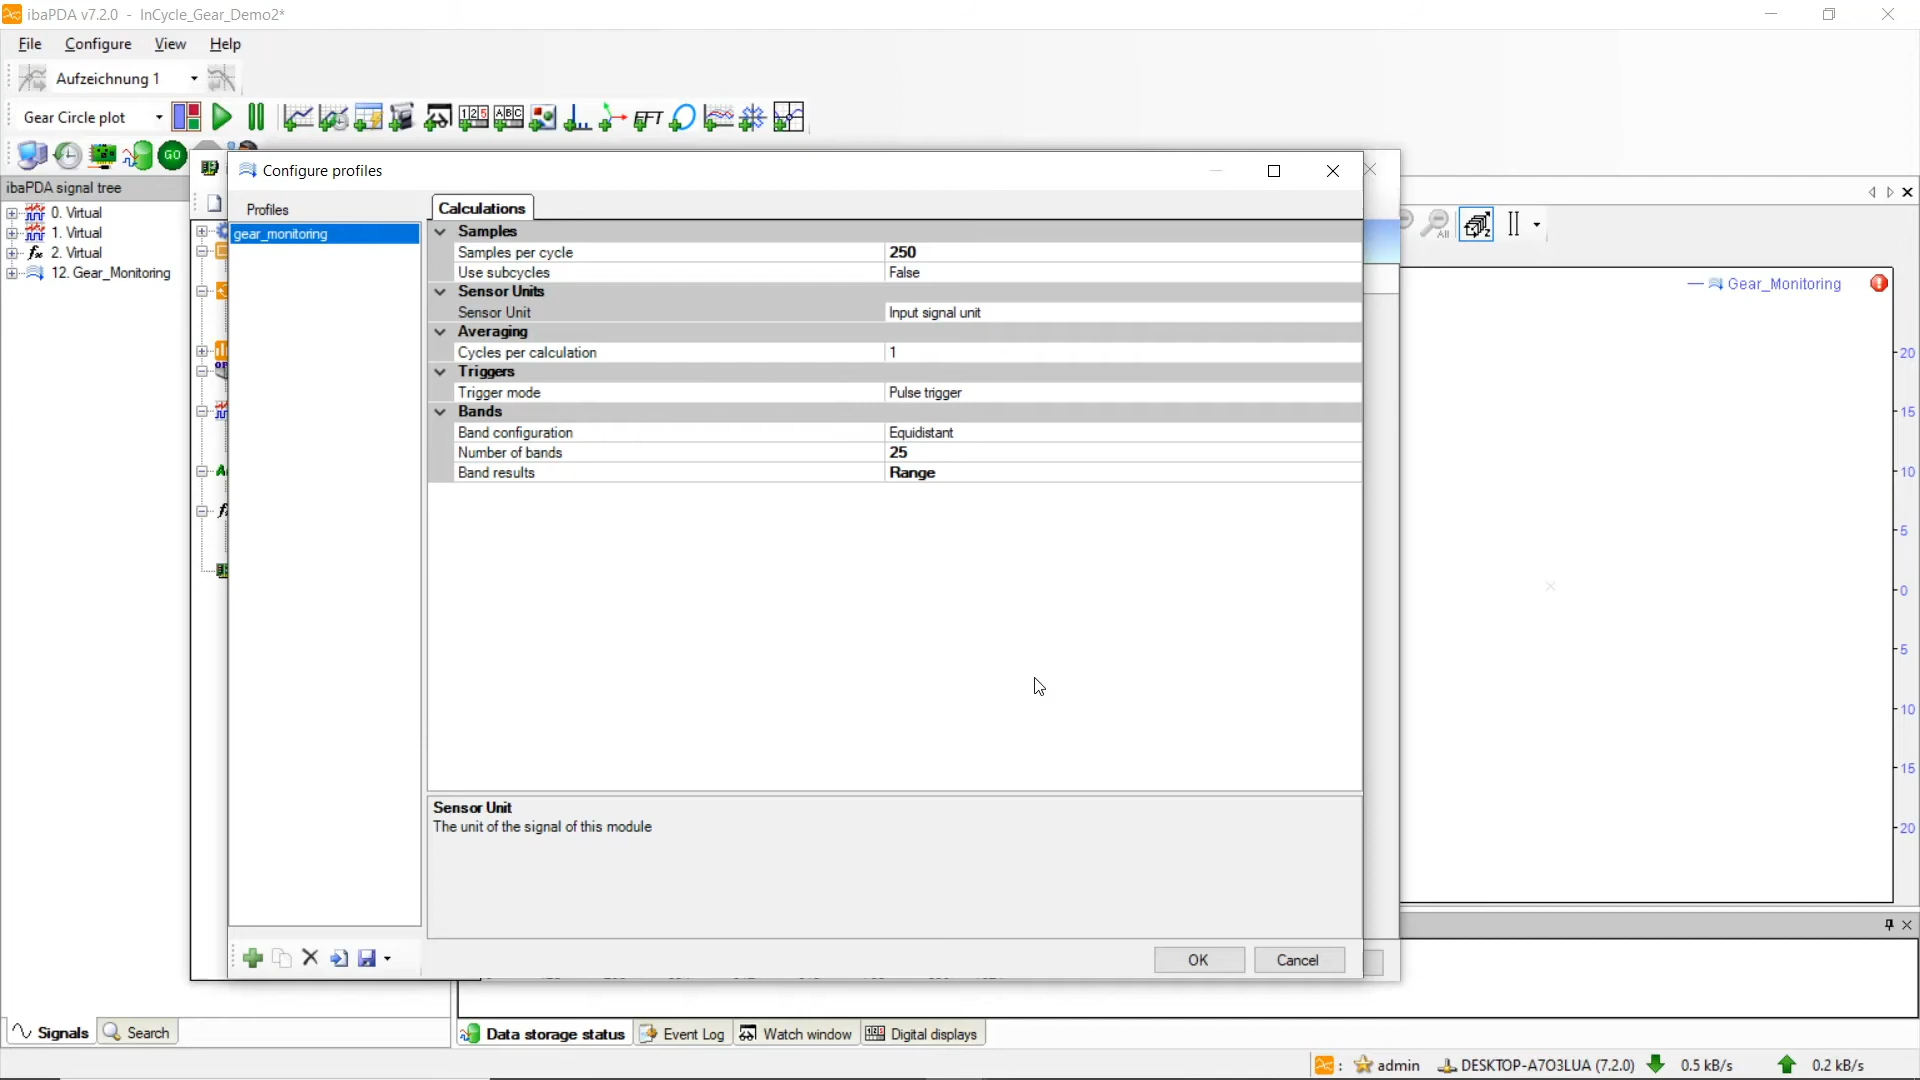 ibaPDA v7.2.0 - InCycle_Gear_Demo2*
File Configure View Help
Aufzeichnung 1
Gear Circle plot
FFT
GO
ibaPDA signal tree
0. Virtual
1. Virtual
2. Virtual
12. Gear_Monitoring
Configure profiles
Profiles
gear_monitoring
Calculations
Samples
Samples per cycle 250
Use subcycles False
Sensor Units
Sensor Unit Input signal unit
Averaging
Cycles per calculation 1
Triggers
Trigger mode Pulse trigger
Bands
Band configuration Equidistant
Number of bands 25
Band results Range
Sensor Unit
The unit of the signal of this module
OK Cancel
All
Gear_Monitoring
20
15
10
5
0
5
10
15
20
Signals Search
Data storage status Event Log Watch window Digital displays
: admin DESKTOP-A7O3LUA (7.2.0) 0.5 kB/s 0.2 kB/s